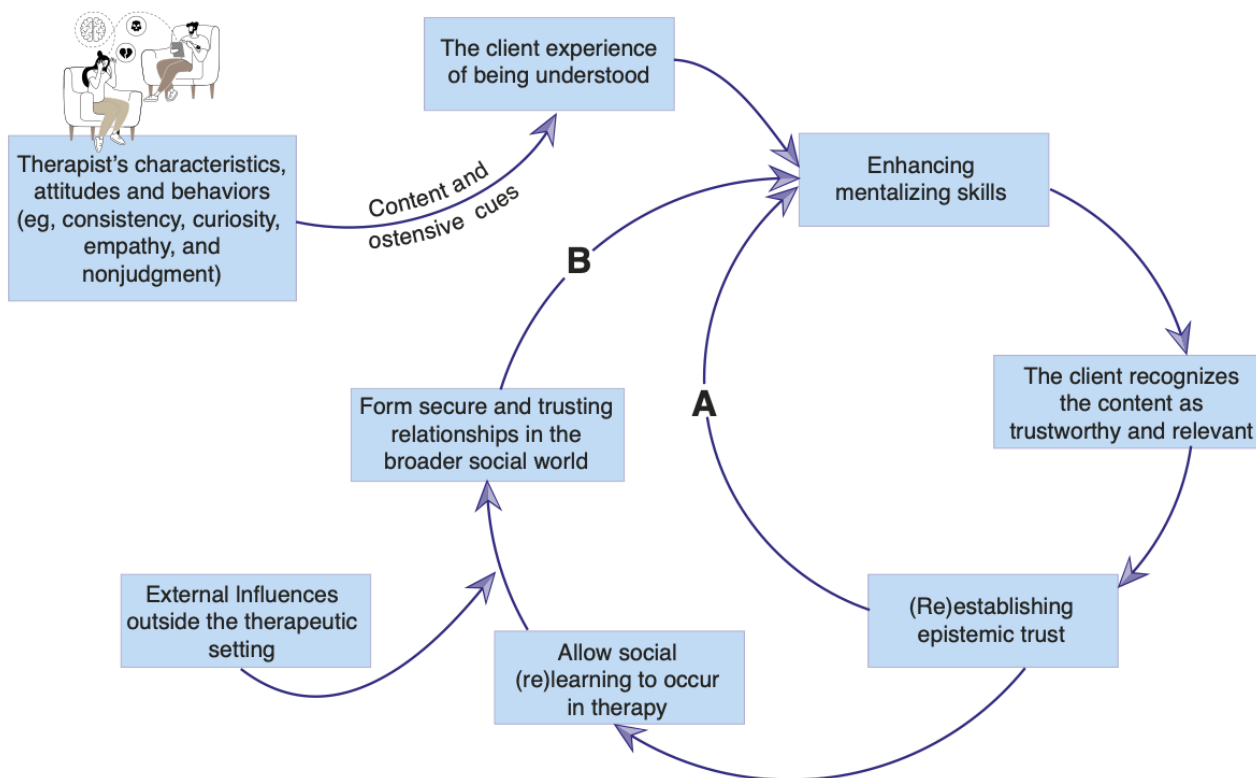 Therapist's characteristics,
attitudes and behaviors
(eg, consistency, curiosity,
empathy, and
nonjudgment)
Content and
ostensive cues
The client experience
of being understood
Enhancing
mentalizing skills
The client recognizes
the content as
trustworthy and relevant
(Re)establishing
epistemic trust
A
Allow social
(re)learning to occur
in therapy
External Influences
outside the therapeutic
setting
Form secure and trusting
relationships in the
broader social world
B